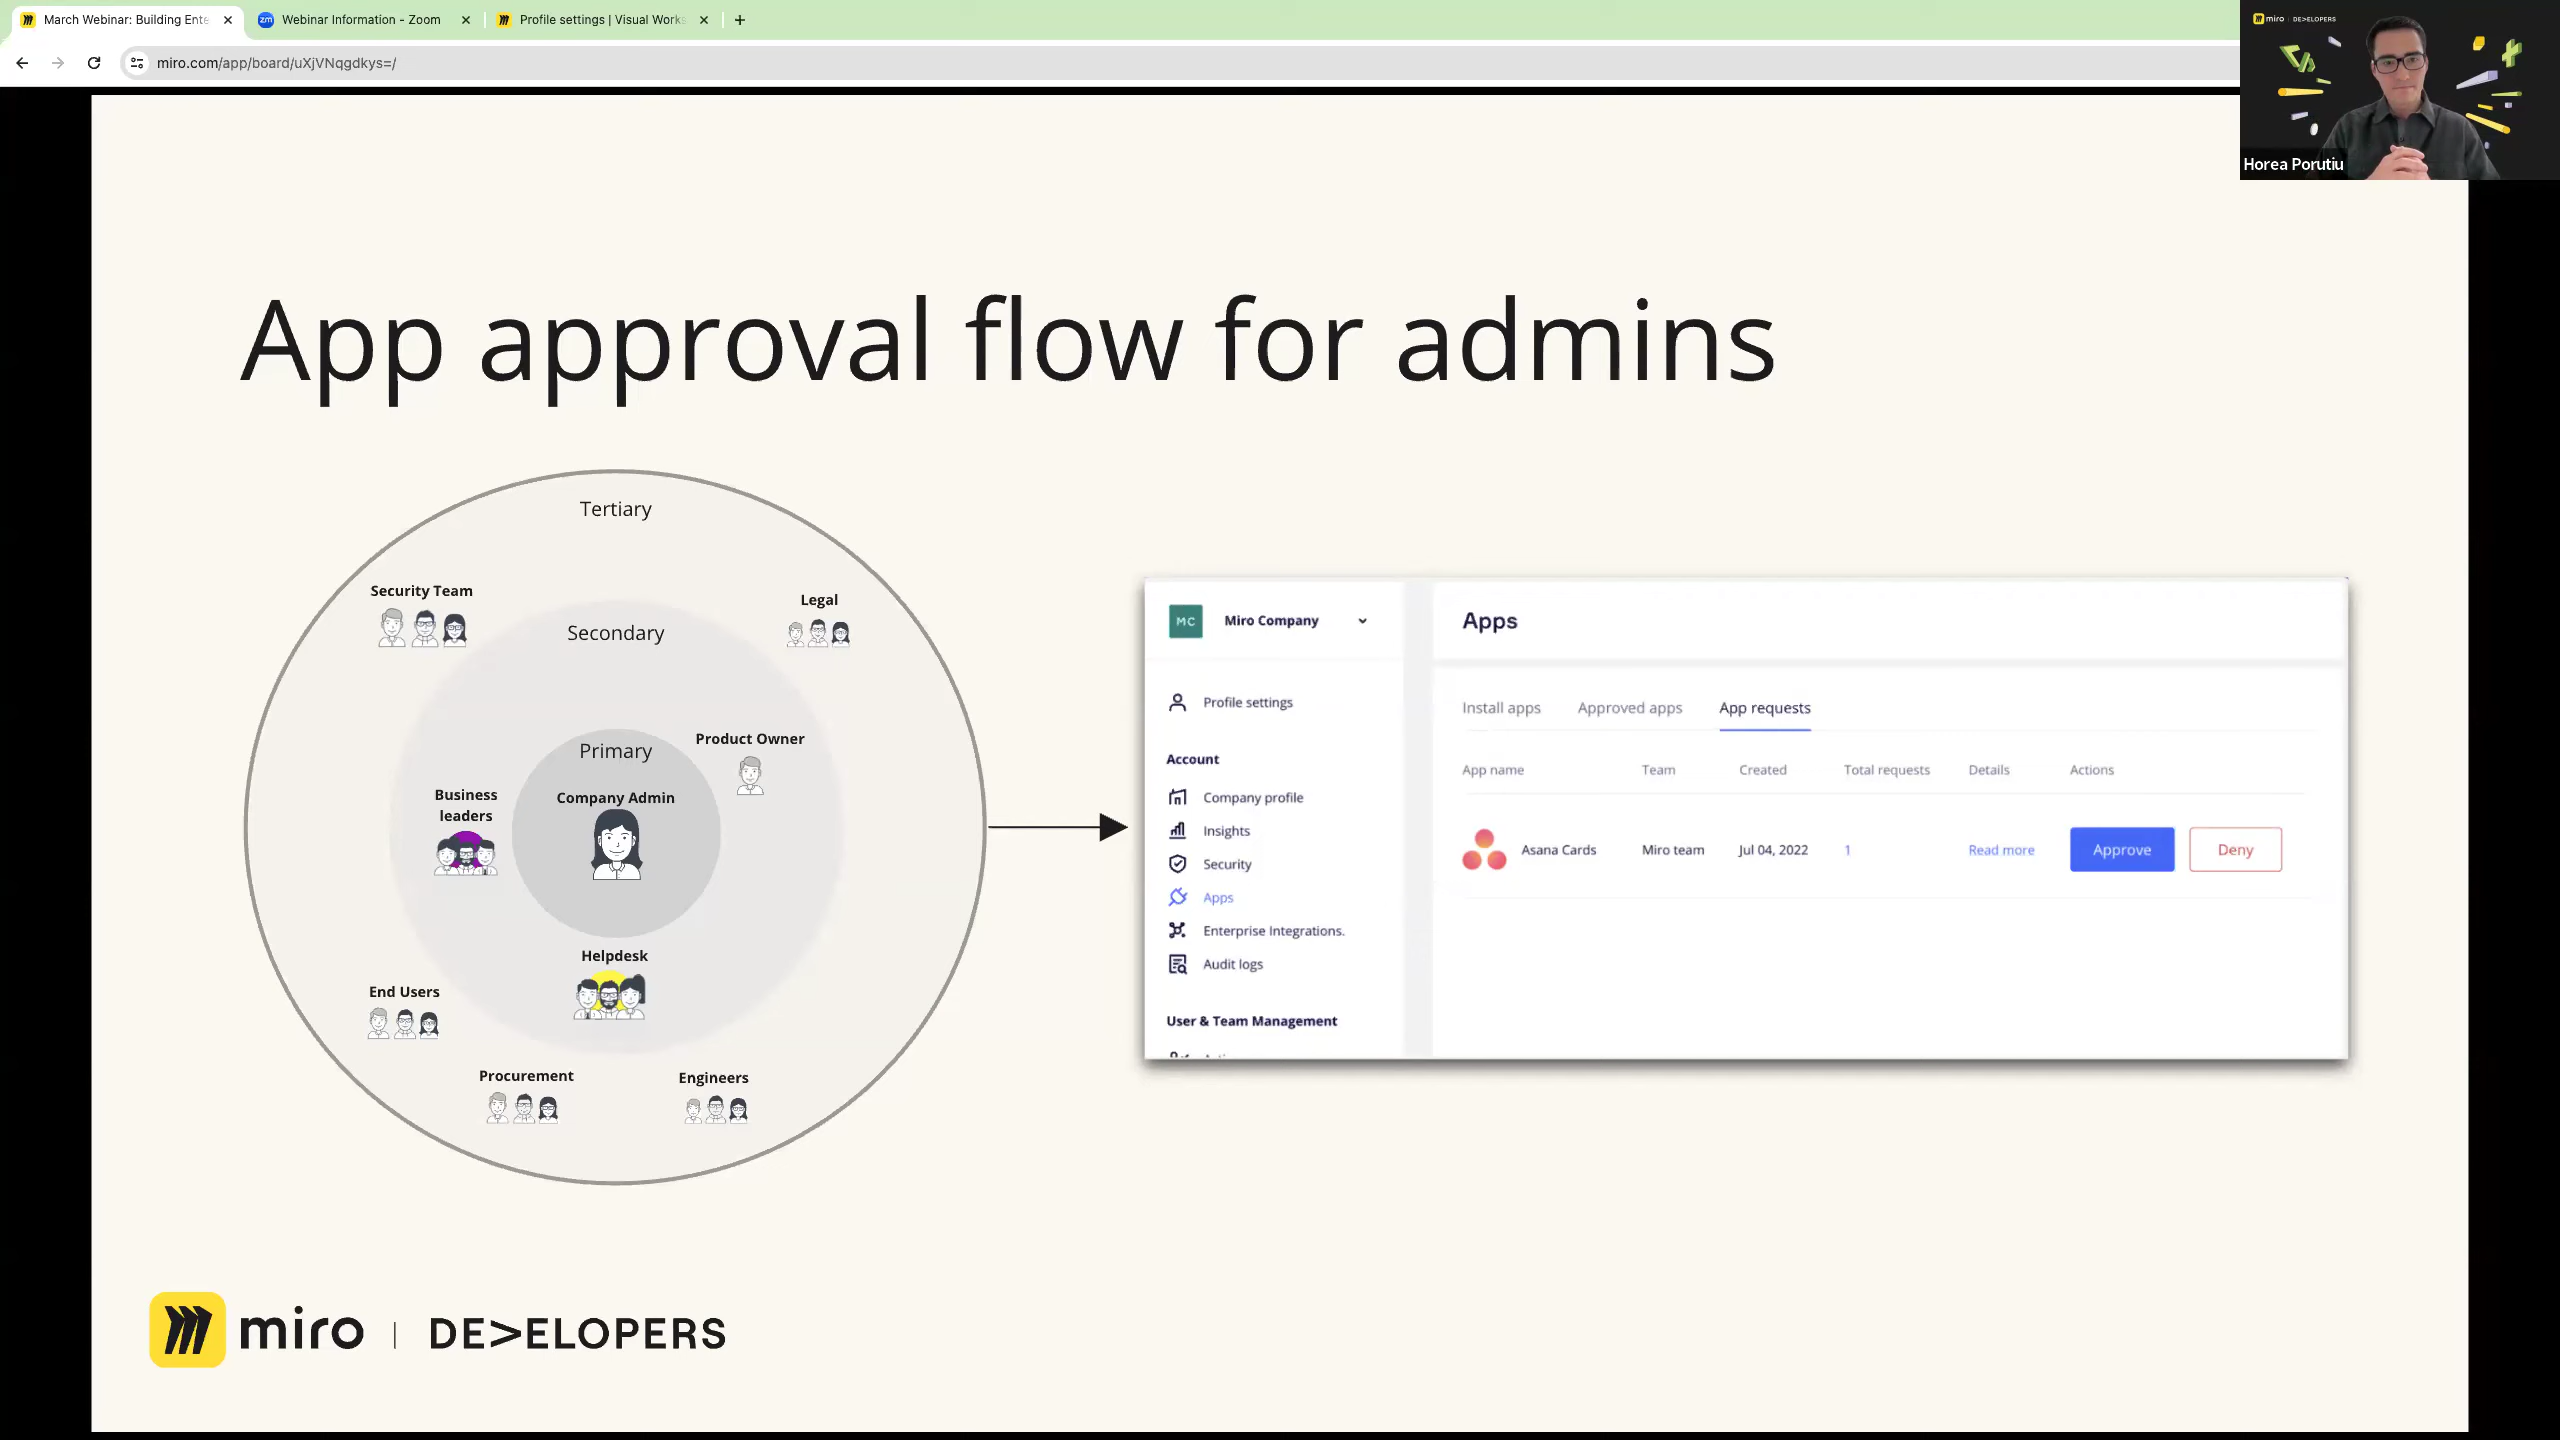 March Webinar: Building Ente
Webinar Information - Zoom
Profile settings | Visual Works
miro.com/app/board/uXjVNqgdkys=/
miro | DE>ELOPERS
Horea Porutiu
App approval flow for admins
Tertiary
Security Team
Legal
Secondary
Product Owner
Primary
Business
leaders
Company Admin
Helpdesk
End Users
Procurement
Engineers
MC
Miro Company
Profile settings
Account
Company profile
Insights
Security
Apps
Enterprise Integrations.
Audit logs
User & Team Management
Apps
Install apps Approved apps App requests
App name Team Created Total requests Details Actions
Asana Cards Miro team Jul 04, 2022 1 Read more Approve Deny
miro | DE>ELOPERS